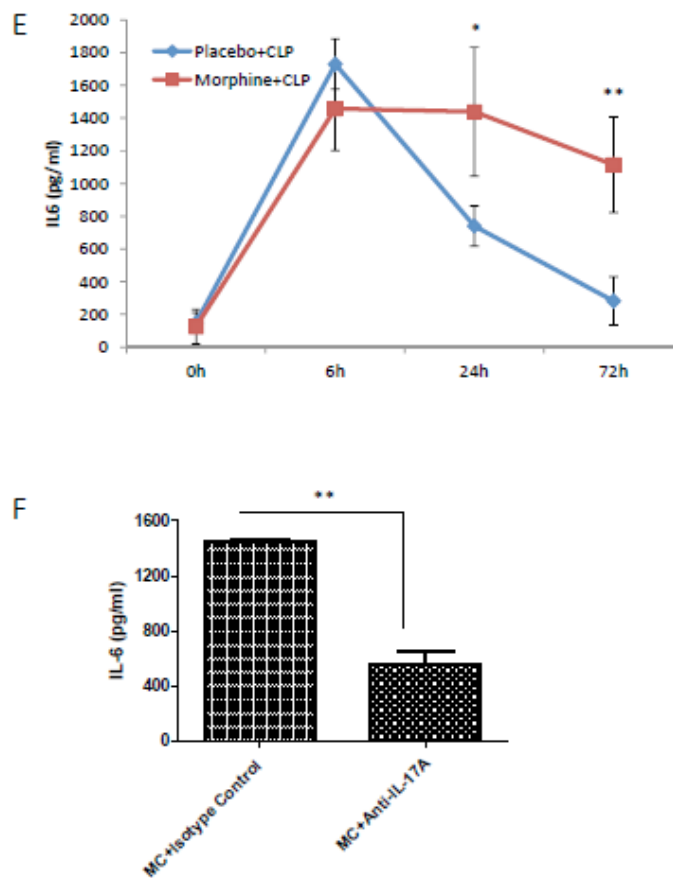 E
2000
1800
1600
1400
1200
1000
800
600
400
200
0
IL6 (pg/ml)
Placebo+CLP
Morphine+CLP
*
**
0h
6h
24h
72h
F
**
1600
1200
800
400
0
IL-6 (pg/ml)
MC+Isotype Control
MC+Anti-IL-17A